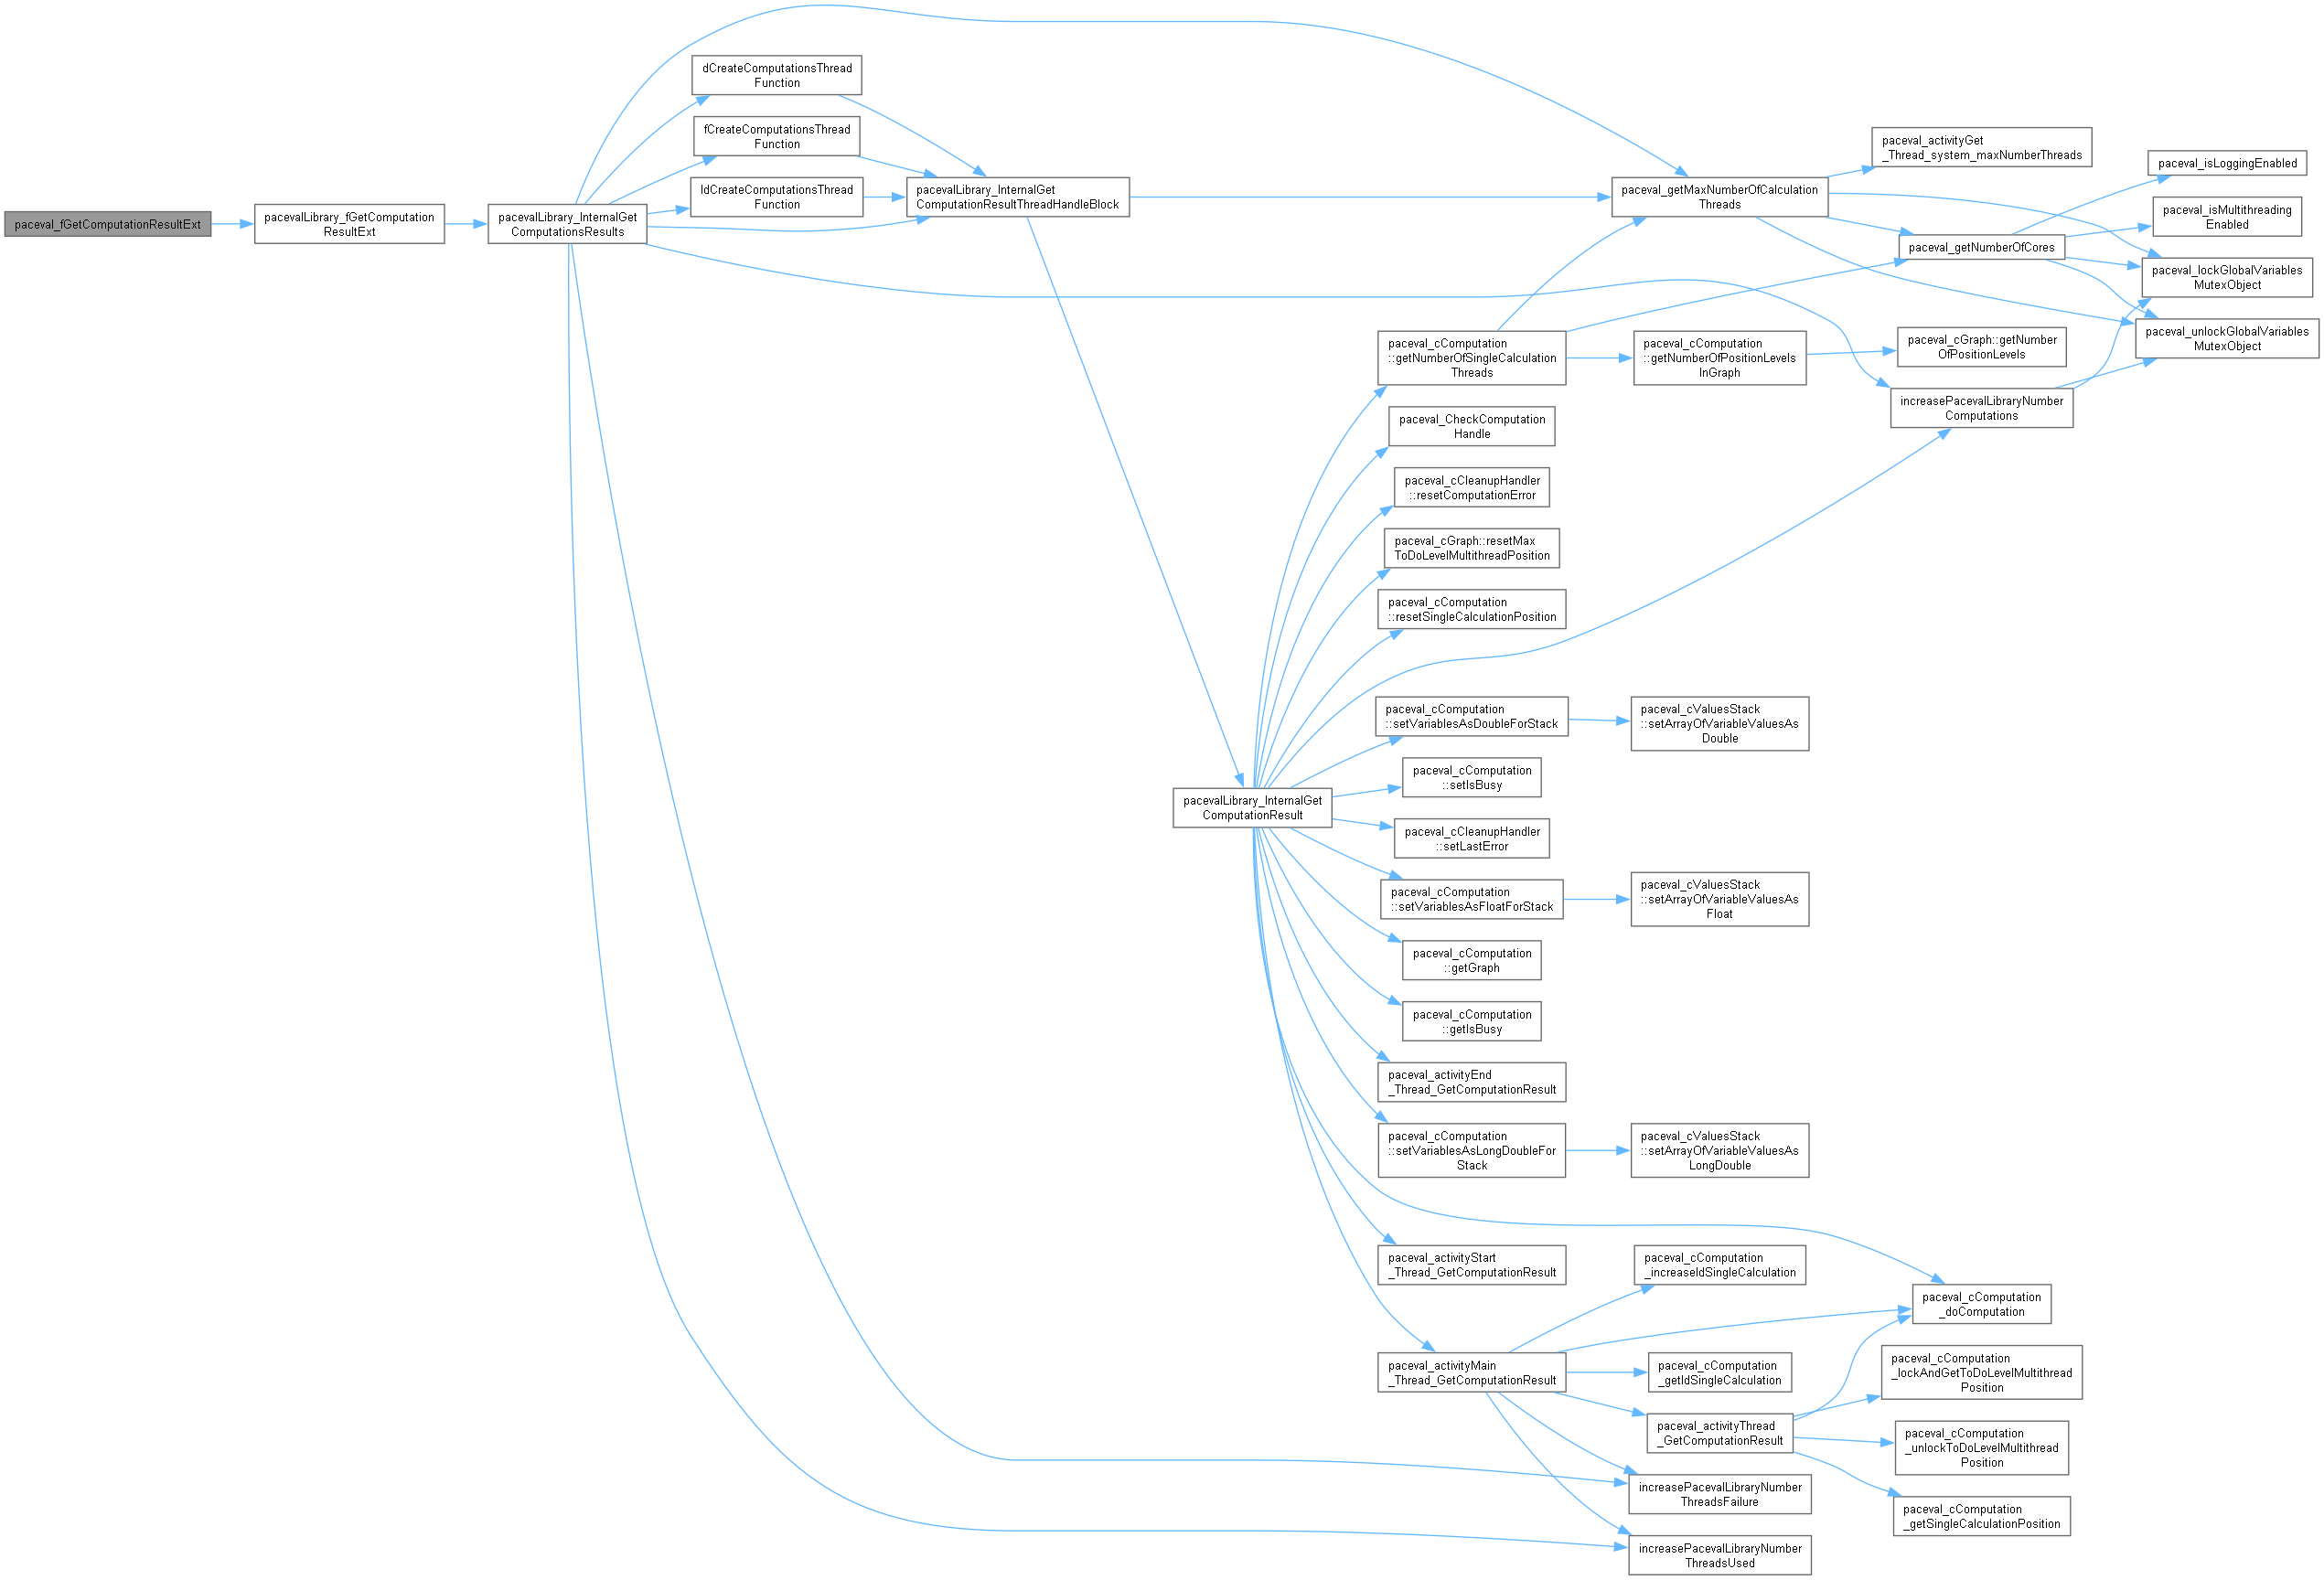 paceval_fGetComputationResultExt
pacevalLibrary_fGetComputation
ResultExt
pacevalLibrary_InternalGet
ComputationsResults
dCreateComputationsThread
Function
fCreateComputationsThread
Function
ldCreateComputationsThread
Function
pacevalLibrary_InternalGet
ComputationResultThreadHandleBlock
pacevalLibrary_InternalGet
ComputationResult
paceval_cComputation
::getNumberOfSingleCalculation
Threads
paceval_CheckComputation
Handle
paceval_cCleanupHandler
::resetComputationError
paceval_cGraph::resetMax
ToDoLevelMultithreadPosition
paceval_cComputation
::resetSingleCalculationPosition
paceval_cComputation
::setVariablesAsDoubleForStack
paceval_cComputation
::setIsBusy
paceval_cCleanupHandler
::setLastError
paceval_cComputation
::setVariablesAsFloatForStack
paceval_cComputation
::getGraph
paceval_cComputation
::getIsBusy
paceval_activityEnd
_Thread_GetComputationResult
paceval_cComputation
::setVariablesAsLongDoubleFor
Stack
paceval_activityStart
_Thread_GetComputationResult
paceval_activityMain
_Thread_GetComputationResult
paceval_getMaxNumberOfCalculation
Threads
paceval_cComputation
::getNumberOfPositionLevels
InGraph
paceval_cValuesStack
::setArrayOfVariableValuesAs
Double
paceval_cValuesStack
::setArrayOfVariableValuesAs
Float
paceval_cValuesStack
::setArrayOfVariableValuesAs
LongDouble
paceval_cComputation
_increaseIdSingleCalculation
paceval_cComputation
_getIdSingleCalculation
paceval_activityThread
_GetComputationResult
increasePacevalLibraryNumber
ThreadsFailure
increasePacevalLibraryNumber
ThreadsUsed
paceval_activityGet
_Thread_system_maxNumberThreads
paceval_getNumberOfCores
paceval_cGraph::getNumber
OfPositionLevels
increasePacevalLibraryNumber
Computations
paceval_cComputation
_doComputation
paceval_cComputation
_lockAndGetToDoLevelMultithread
Position
paceval_cComputation
_unlockToDoLevelMultithread
Position
paceval_cComputation
_getSingleCalculationPosition
paceval_isLoggingEnabled
paceval_isMultithreading
Enabled
paceval_lockGlobalVariables
MutexObject
paceval_unlockGlobalVariables
MutexObject